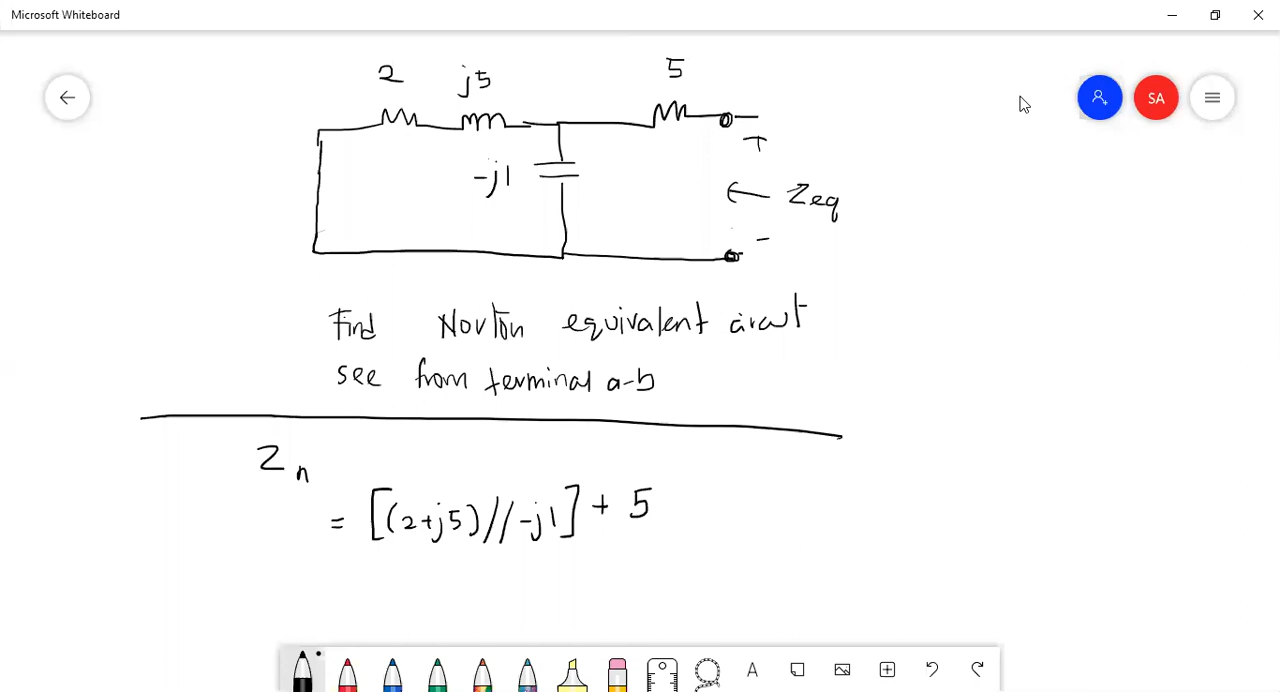 Microsoft Whiteboard
2 j5 5
SA
+
-j1
Zeq
-
Find Norton equivalent circuit
see from terminal a-b
Zn
= [(2+j5)//-j1] + 5
A